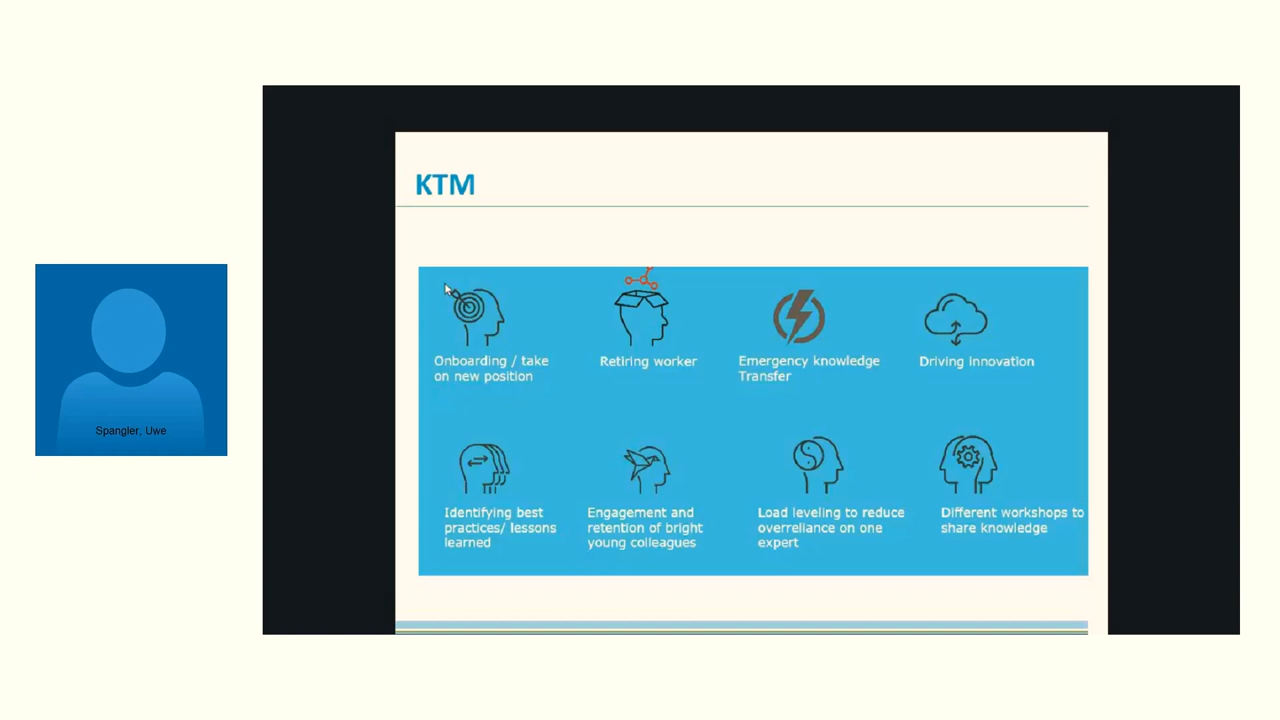 KTM
Onboarding / take
on new position
Retiring worker
Emergency knowledge
Transfer
Driving innovation
Identifying best
practices/ lessons
learned
Engagement and
retention of bright
young colleagues
Load leveling to reduce
overreliance on one
expert
Different workshops to
share knowledge
Spangler, Uwe